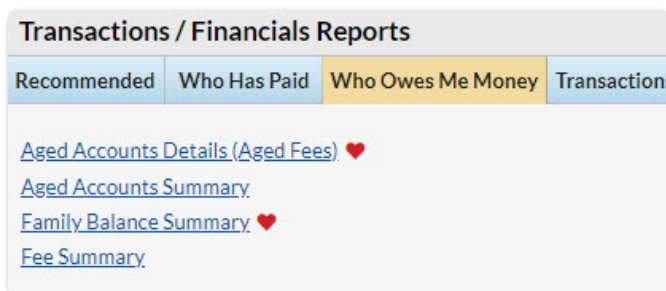 Transactions / Financials Reports
Recommended Who Has Paid Who Owes Me Money Transactions
Aged Accounts Details (Aged Fees)
Aged Accounts Summary
Family Balance Summary
Fee Summary